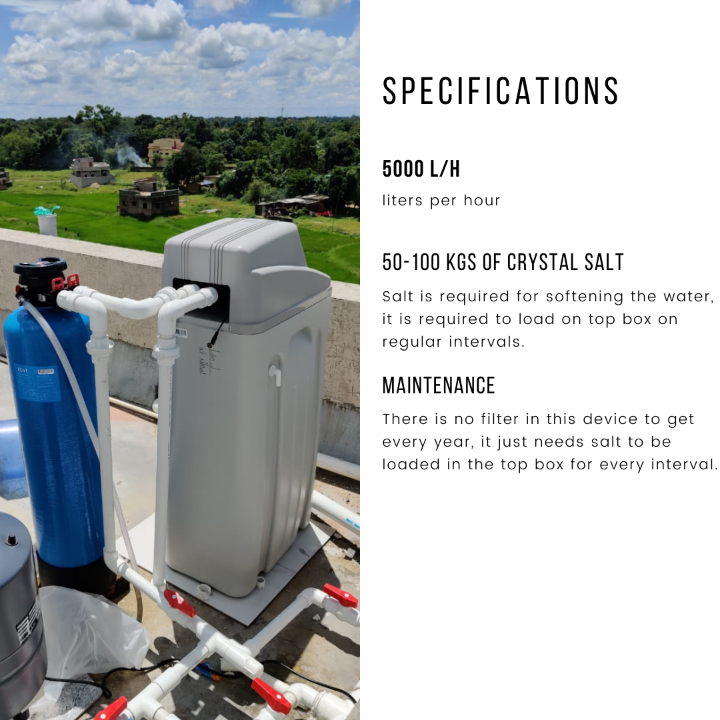 SPECIFICATIONS
5000 L/H
liters per hour
50-100 KGS OF CRYSTAL SALT
Salt is required for softening the water,
it is required to load on top box on
regular intervals.
MAINTENANCE
There is no filter in this device to get
every year, it just needs salt to be
loaded in the top box for every interval.